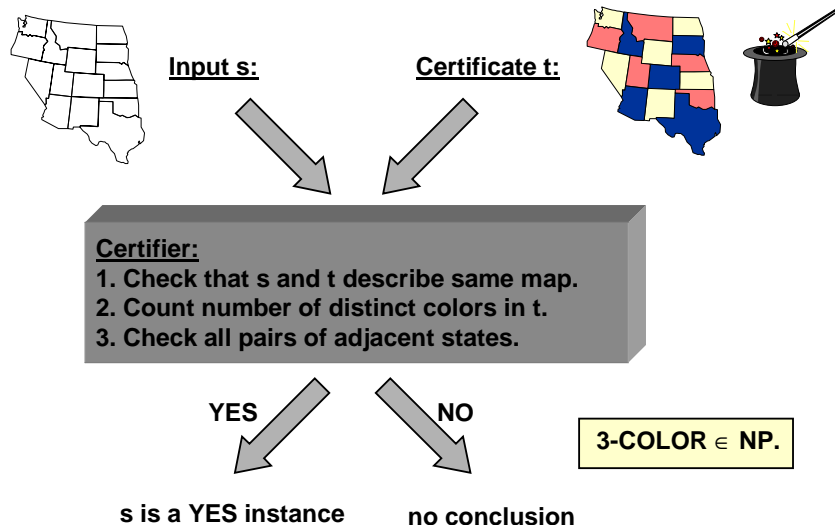 Input s:
Certificate t:
Certifier:
1. Check that s and t describe same map.
2. Count number of distinct colors in t.
3. Check all pairs of adjacent states.
YES
NO
3-COLOR ∈ NP.
s is a YES instance
no conclusion